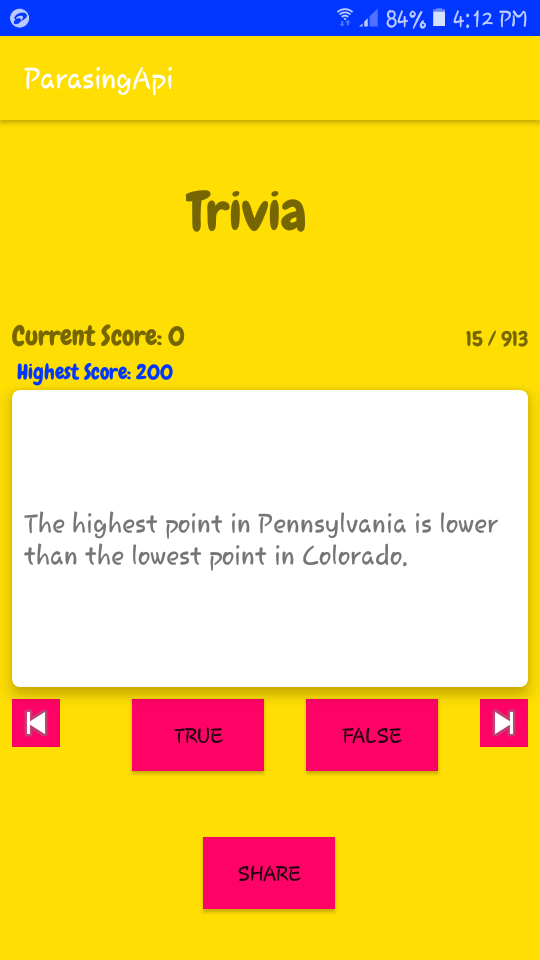 84% 4:12 PM
ParasingApi
Trivia
Current Score: 0
15 / 913
Highest Score: 200
The highest point in Pennsylvania is lower
than the lowest point in Colorado.
TRUE
FALSE
SHARE